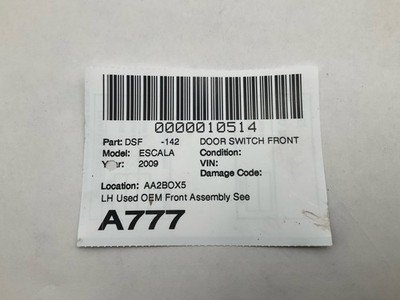 0000010514
Part: DSF -142 DOOR SWITCH FRONT
Model: ESCALA Condition:
Year: 2009 VIN:
Damage Code:
Location: AA2BOX5
LH Used OEM Front Assembly See
A777